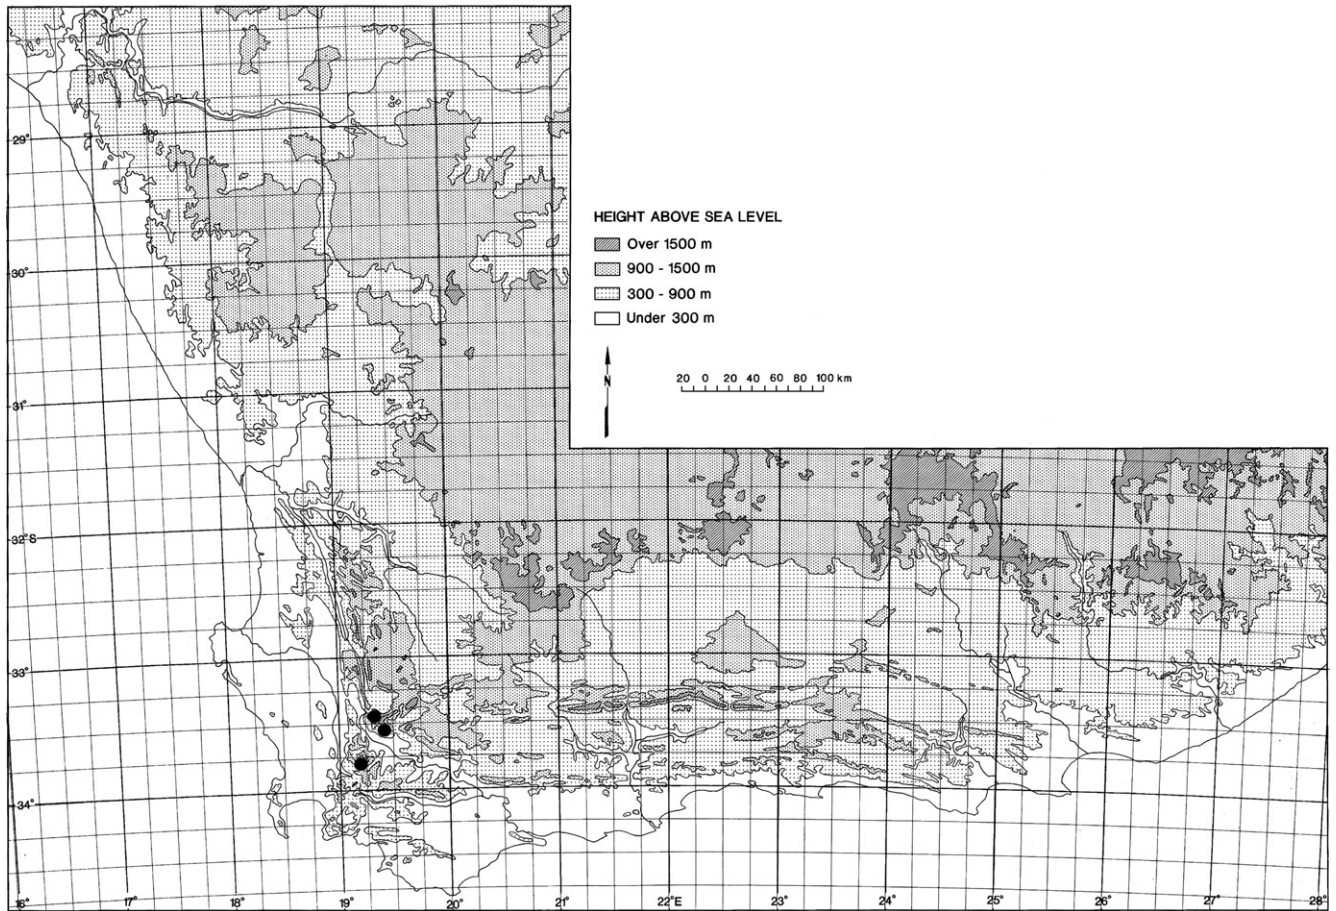 29°
HEIGHT ABOVE SEA LEVEL
Over 1500 m
900 - 1500 m
30°
300 - 900 m
Under 300 m
N
20 0 20 40 60 80 100 km
31°
32°S
33°
34°
16° 17° 18° 19° 20° 21°E 22° 23° 24° 25° 26° 27° 28°